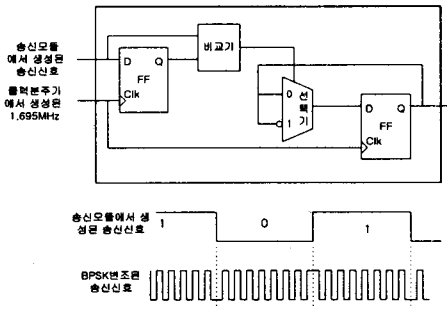 송신모듈
에서 생성된
송신신호
클럭분주기
에서 생성된
1.695MHz
D Q
FF
Clk
비교기
0
1
선택기
D Q
FF
Clk
송신모듈에서 생
성된 송신신호
1
0
1
BPSK변조된
송신신호